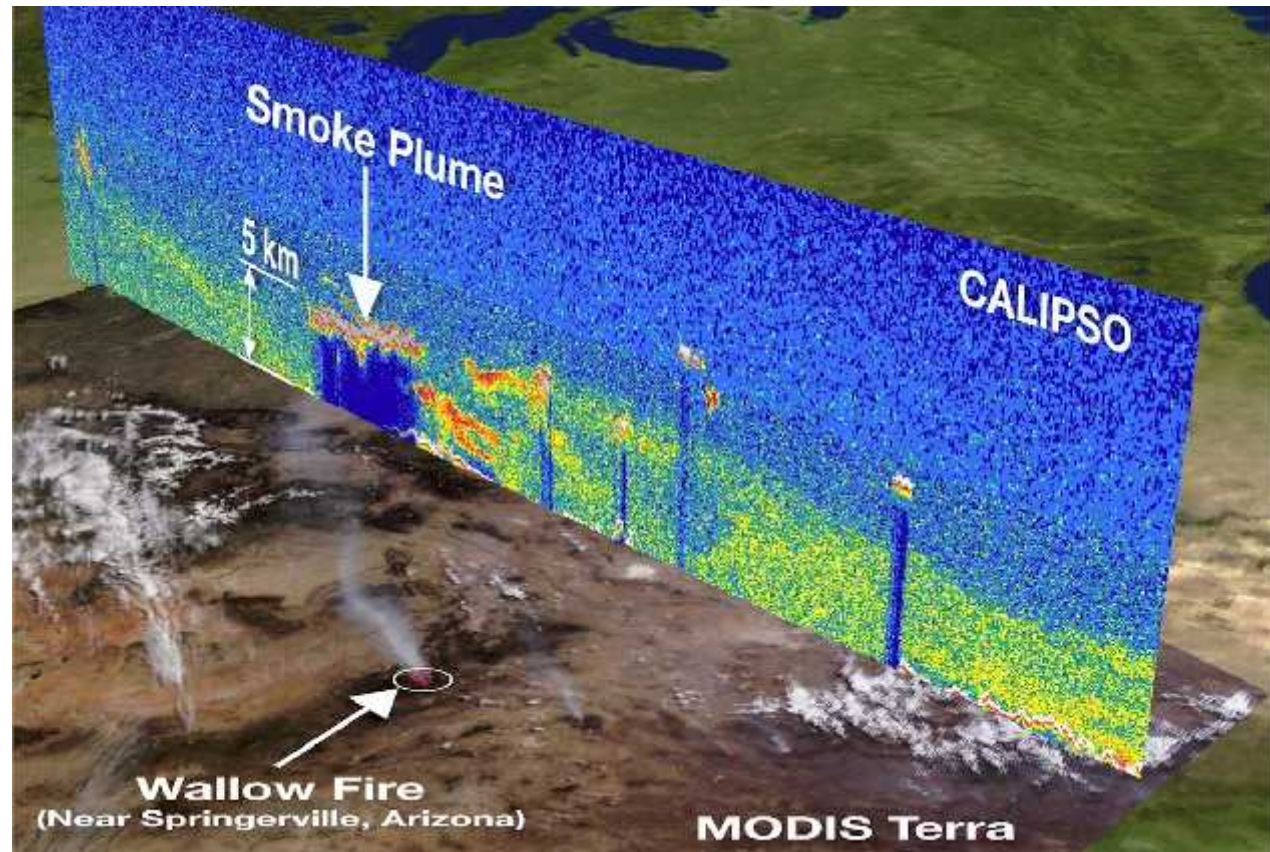 Smoke Plume
5 km
CALIPSO
Wallow Fire
(Near Springerville, Arizona)
MODIS Terra